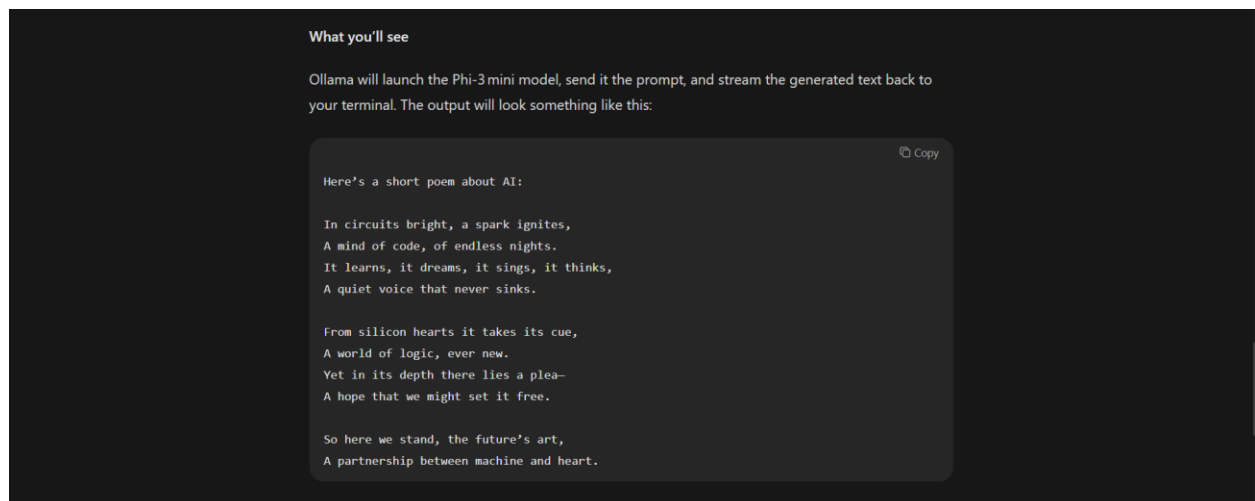 What you’ll see
Ollama will launch the Phi-3 mini model, send it the prompt, and stream the generated text back to
your terminal. The output will look something like this:
Copy
Here’s a short poem about AI:
In circuits bright, a spark ignites,
A mind of code, of endless nights.
It learns, it dreams, it sings, it thinks,
A quiet voice that never sinks.
From silicon hearts it takes its cue,
A world of logic, ever new.
Yet in its depth there lies a plea—
A hope that we might set it free.
So here we stand, the future’s art,
A partnership between machine and heart.